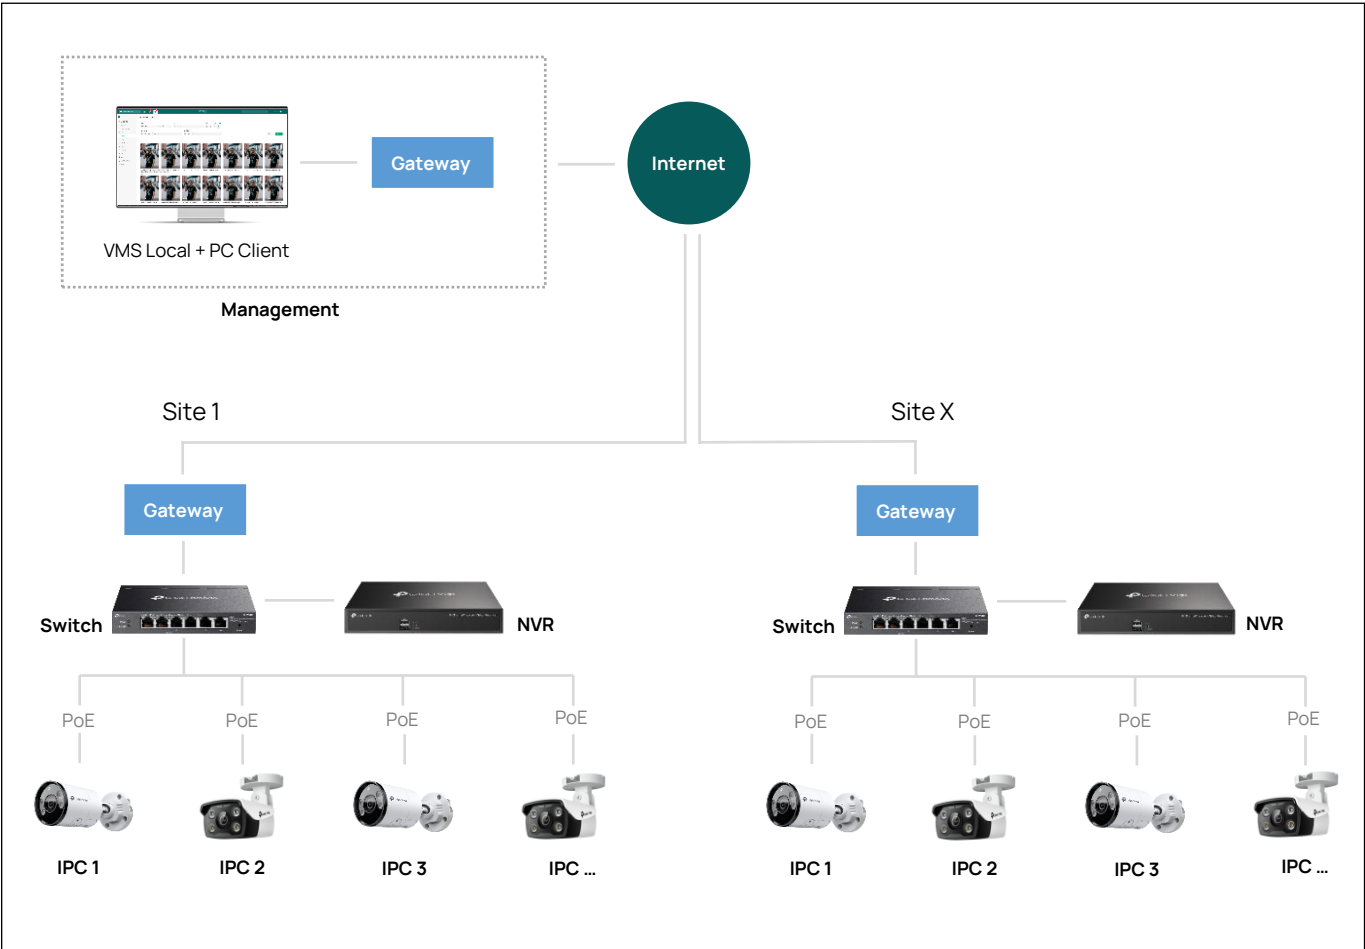 Gateway
Internet
VMS Local + PC Client
Management
Site 1
Site X
Gateway
Gateway
Switch
NVR
Switch
NVR
PoE
PoE
PoE
PoE
PoE
PoE
PoE
PoE
IPC 1
IPC 2
IPC 3
IPC ...
IPC 1
IPC 2
IPC 3
IPC ...